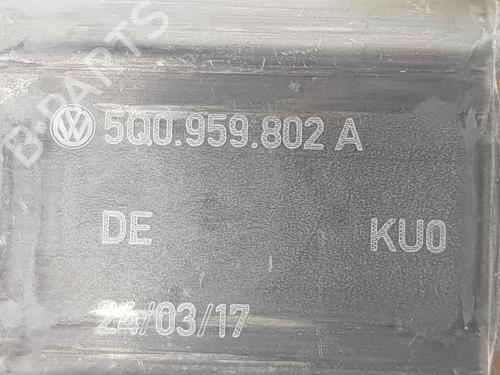 B-PARTS
5Q0.959.802 A
DE KU0
24/03/17